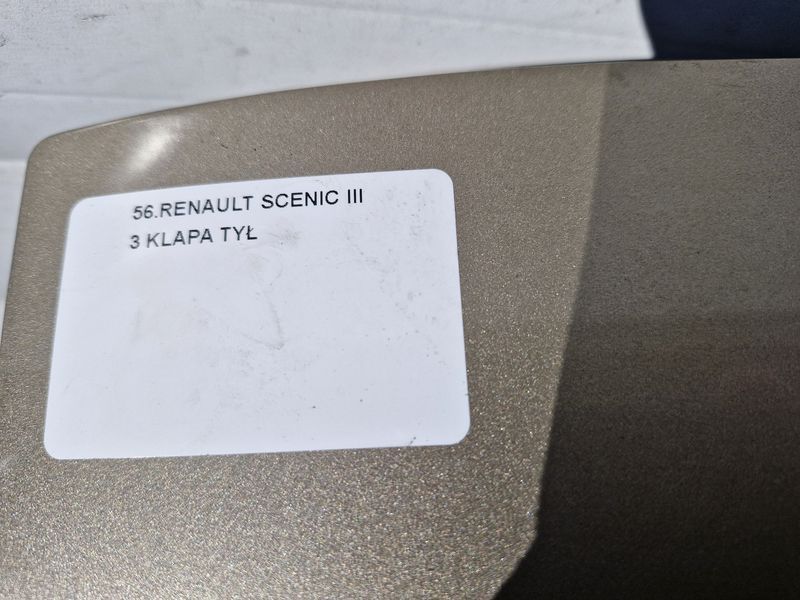 56.RENAULT SCENIC III
3 KLAPA TYŁ